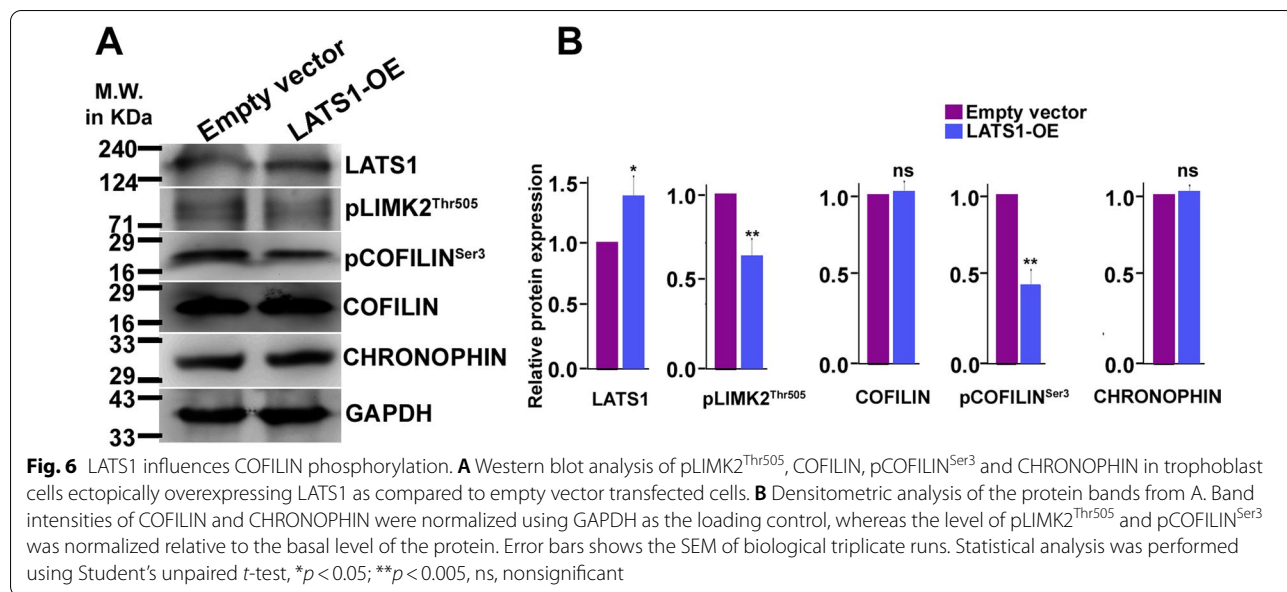 A
B
M.W.
in KDa
Empty vector
LATS1-OE
240
124
LATS1
71
pLIMK2Thr505
29
16
pCOFILINSer3
29
16
COFILIN
33
29
CHRONOPHIN
43
33
GAPDH
Empty vector
LATS1-OE
Relative protein expression
1.5
1.0
0.0
*
LATS1
1.0
0.5
0.0
**
pLIMK2Thr505
1.0
0.5
0.0
ns
COFILIN
1.0
0.5
0.0
**
pCOFILINSer3
1.0
0.5
0.0
ns
CHRONOPHIN
Fig. 6 LATS1 influences COFILIN phosphorylation. A Western blot analysis of pLIMK2Thr505, COFILIN, pCOFILINSer3 and CHRONOPHIN in trophoblast
cells ectopically overexpressing LATS1 as compared to empty vector transfected cells. B Densitometric analysis of the protein bands from A. Band
intensities of COFILIN and CHRONOPHIN were normalized using GAPDH as the loading control, whereas the level of pLIMK2Thr505 and pCOFILINSer3
was normalized relative to the basal level of the protein. Error bars shows the SEM of biological triplicate runs. Statistical analysis was performed
using Student's unpaired t-test, *p < 0.05; **p < 0.005, ns, nonsignificant